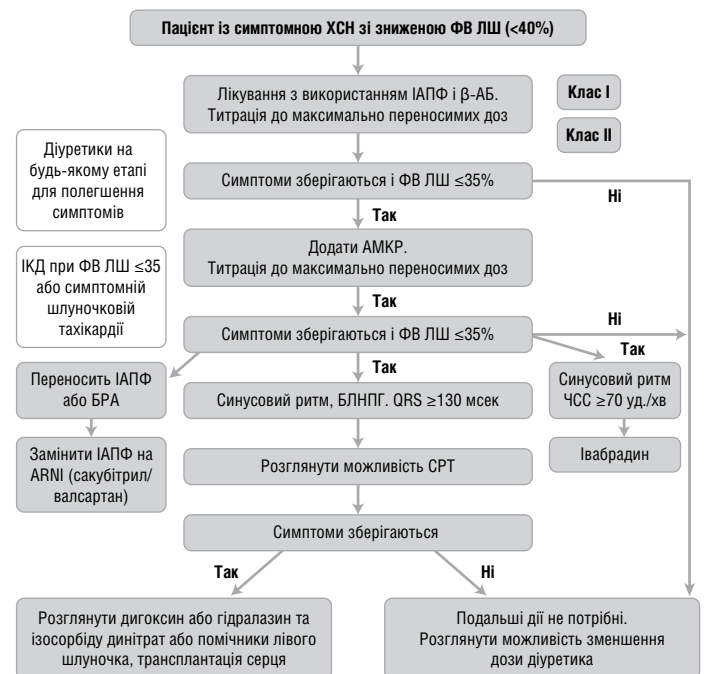 Пацієнт із симптомною ХСН зі зниженою ФВ ЛШ (<40%)
Лікування з використанням ІАПФ і β-АБ.
Титрація до максимально переносимих доз
Клас I
Клас II
Діуретики на
будь-якому етапі
для полегшення
симптомів
Симптоми зберігаються і ФВ ЛШ ≤35%
Ні
Так
Додати АМКР.
Титрація до максимально переносимих доз
ІКД при ФВ ЛШ ≤35
або симптомній
шлуночковій
тахікардії
Так
Симптоми зберігаються і ФВ ЛШ ≤35%
Ні
Так
Так
Переносить ІАПФ
або БРА
Синусовий ритм, БЛНПГ. QRS ≥130 мсек
Синусовий ритм
ЧСС ≥70 уд./хв
Замінити ІАПФ на
ARNI (сакубітрил/
валсартан)
Розглянути можливість СРТ
Івабрадин
Симптоми зберігаються
Так
Ні
Розглянути дигоксин або гідралазин та
ізосорбіду динітрат або помічники лівого
шлуночка, трансплантація серця
Подальші дії не потрібні.
Розглянути можливість зменшення
дози діуретика